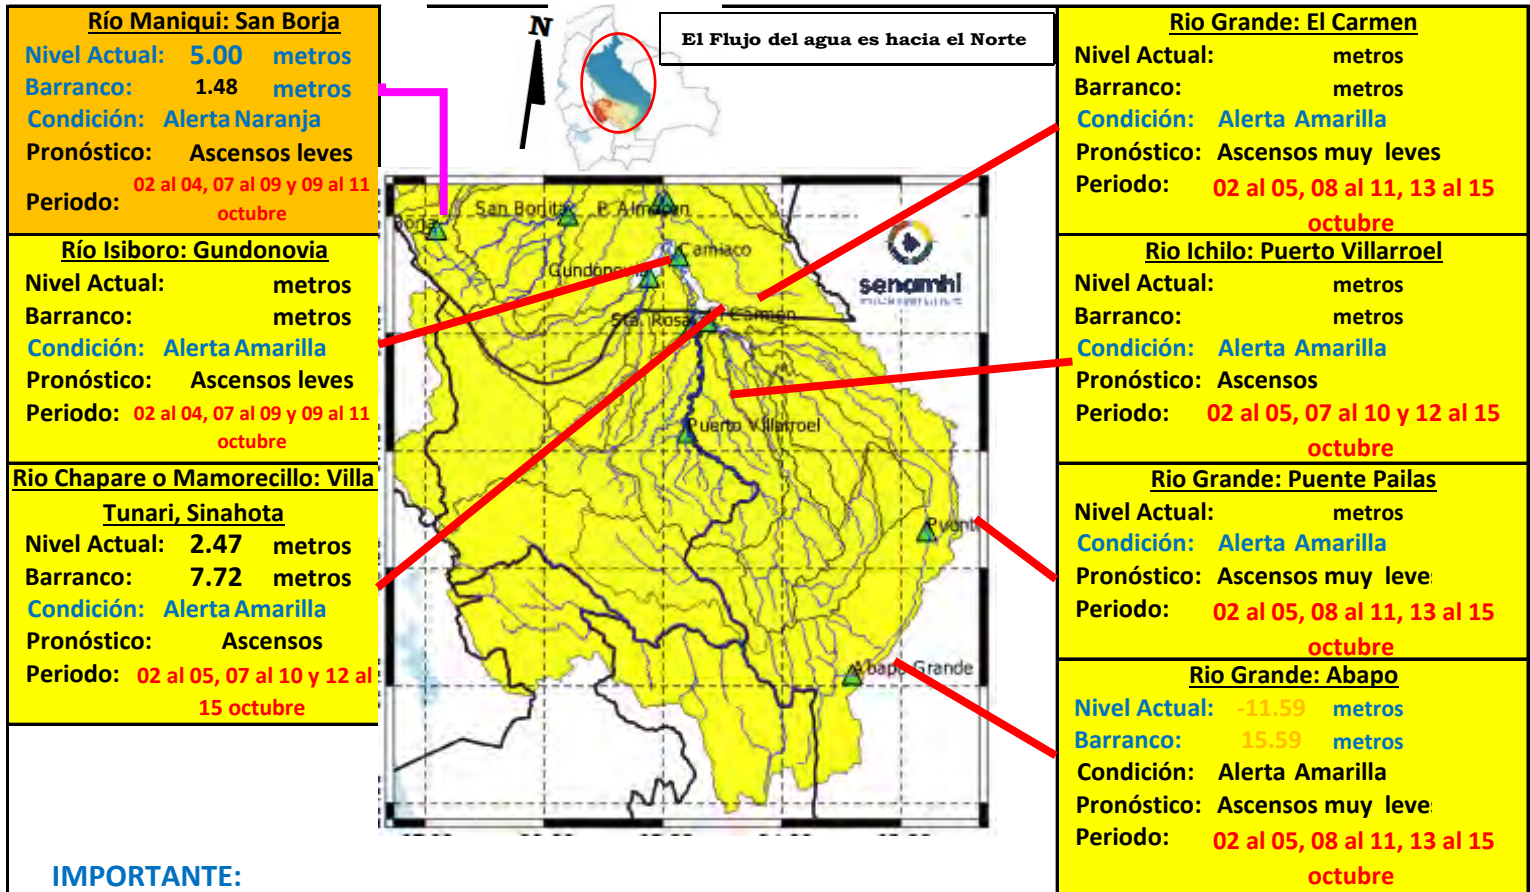 Río Maniqui: San Borja
Nivel Actual: 5.00 metros
Barranco: 1.48 metros
Condición: Alerta Naranja
Pronóstico: Ascensos leves
Periodo: 02 al 04, 07 al 09 y 09 al 11
octubre
Río Isiboro: Gundonovia
Nivel Actual: metros
Barranco: metros
Condición: Alerta Amarilla
Pronóstico: Ascensos leves
Periodo: 02 al 04, 07 al 09 y 09 al 11
octubre
Rio Chapare o Mamorecillo: Villa
Tunari, Sinahota
Nivel Actual: 2.47 metros
Barranco: 7.72 metros
Condición: Alerta Amarilla
Pronóstico: Ascensos
Periodo: 02 al 05, 07 al 10 y 12 al
15 octubre
IMPORTANTE:
N
El Flujo del agua es hacia el Norte
Borja
San Bonita
P. Almacen
Camiaco
Gundonovia
senamhi
Sta. Rosa
Carmen
Puerto Villarroel
Puent
Abapo Grande
Rio Grande: El Carmen
Nivel Actual: metros
Barranco: metros
Condición: Alerta Amarilla
Pronóstico: Ascensos muy leves
Periodo: 02 al 05, 08 al 11, 13 al 15
octubre
Rio Ichilo: Puerto Villarroel
Nivel Actual: metros
Barranco: metros
Condición: Alerta Amarilla
Pronóstico: Ascensos
Periodo: 02 al 05, 07 al 10 y 12 al 15
octubre
Rio Grande: Puente Pailas
Nivel Actual: metros
Condición: Alerta Amarilla
Pronóstico: Ascensos muy leve
Periodo: 02 al 05, 08 al 11, 13 al 15
octubre
Rio Grande: Abapo
Nivel Actual: -11.59 metros
Barranco: 15.59 metros
Condición: Alerta Amarilla
Pronóstico: Ascensos muy leve
Periodo: 02 al 05, 08 al 11, 13 al 15
octubre